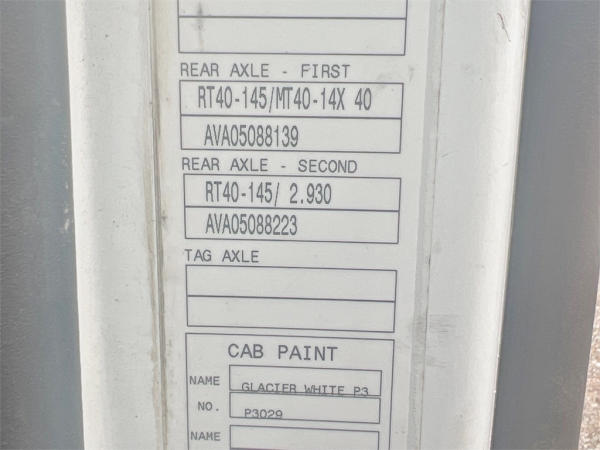 REAR AXLE - FIRST
RT40-145/MT40-14X 40
AVA05088139
REAR AXLE - SECOND
RT40-145/ 2.930
AVA05088223
TAG AXLE
CAB PAINT
NAME GLACIER WHITE P3
NO. P3029
NAME